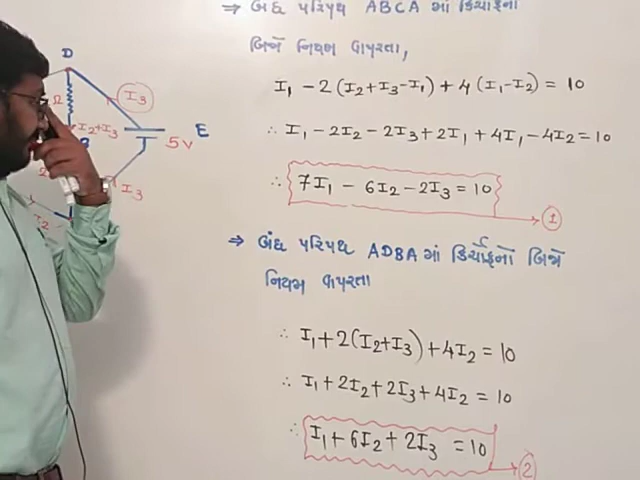 ⇒ બંધ પરિપથ ABCA માં કિર્ચોફનો
બિજો નિયમ વાપરતા,
I₁ - 2 (I₂+I₃-I₁) + 4 (I₁-I₂) = 10
∴ I₁ - 2I₂ - 2I₃ + 2I₁ + 4I₁ - 4I₂ = 10
∴ 7I₁ - 6I₂ - 2I₃ = 10 → 1
⇒ બંધ પરિપથ ADBA માં કિર્ચોફનો બિજો
નિયમ વાપરતા
∴ I₁ + 2(I₂+I₃) + 4I₂ = 10
∴ I₁ + 2I₂ + 2I₃ + 4I₂ = 10
∴ I₁ + 6I₂ + 2I₃ = 10 → 2
D
I₃
I₂+I₃
E
5V
I₃
I₂